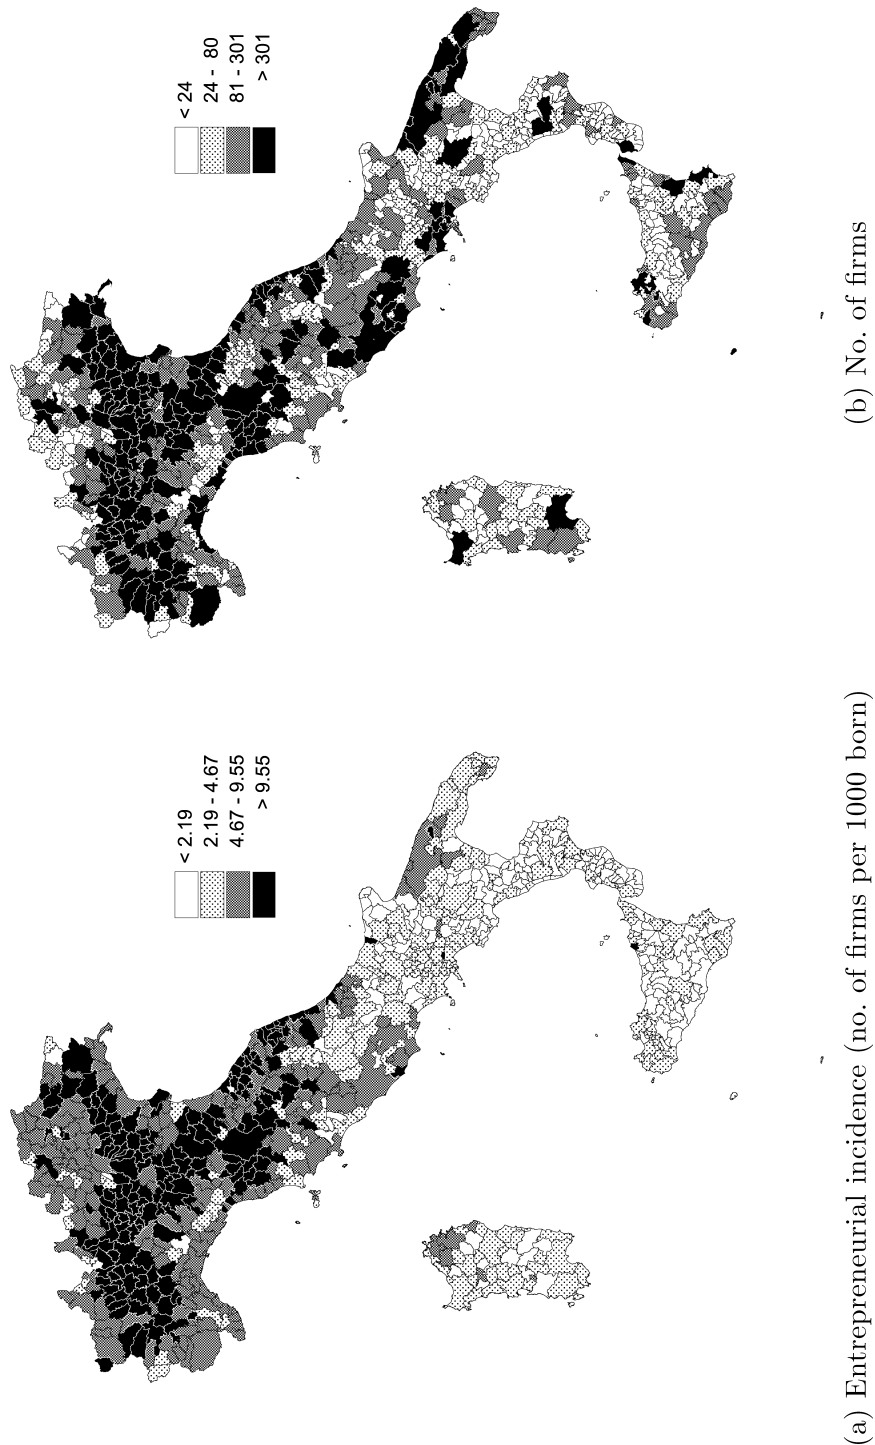 < 2.19
2.19 - 4.67
4.67 - 9.55
> 9.55
(a) Entrepreneurial incidence (no. of firms per 1000 born)
< 24
24 - 80
81 - 301
> 301
(b) No. of firms